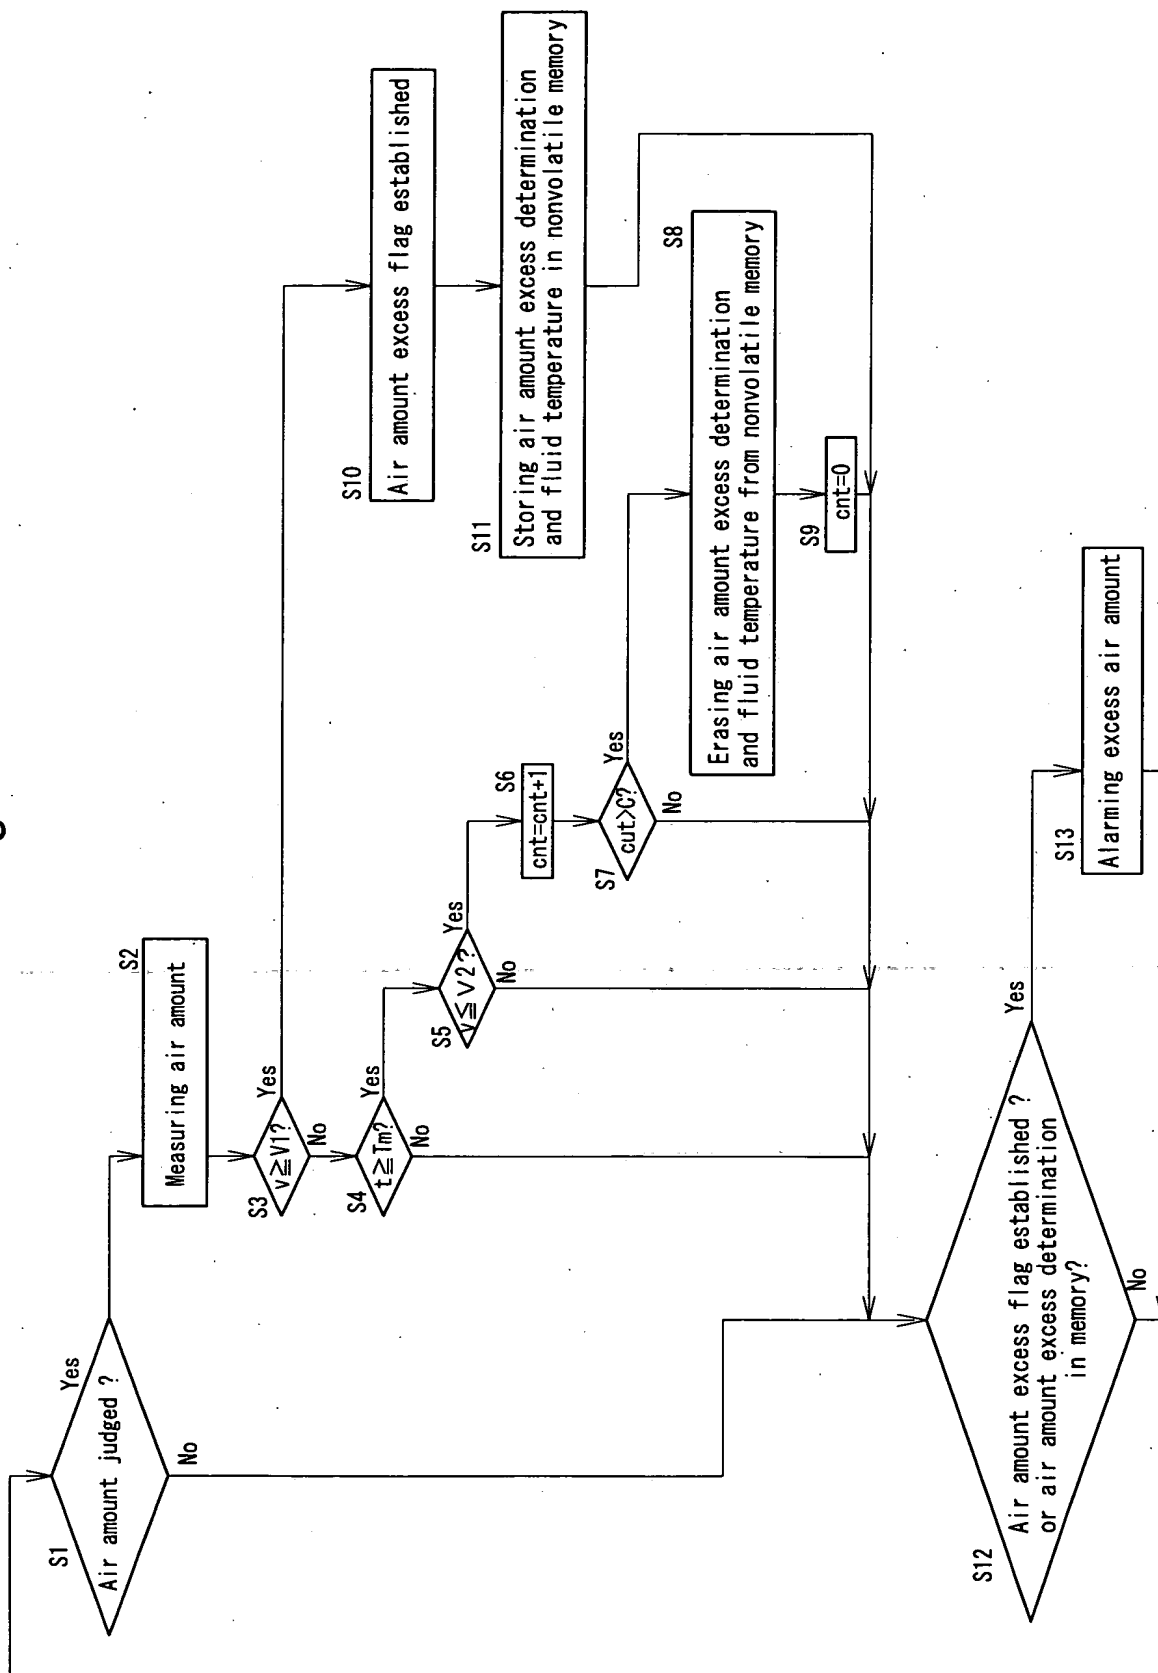 S1
Air amount judged ?
Yes
No
S2
Measuring air amount
S3
v≧V1?
Yes
No
S4
t≧Tm?
Yes
No
S5
v≦V2?
Yes
No
S6
cnt=cnt+1
S7
cut>C?
Yes
No
S8
Erasing air amount excess determination
and fluid temperature from nonvolatile memory
S9
cnt=0
S10
Air amount excess flag established
S11
Storing air amount excess determination
and fluid temperature in nonvolatile memory
S12
Air amount excess flag established ?
or air amount excess determination
in memory?
Yes
No
S13
Alarming excess air amount